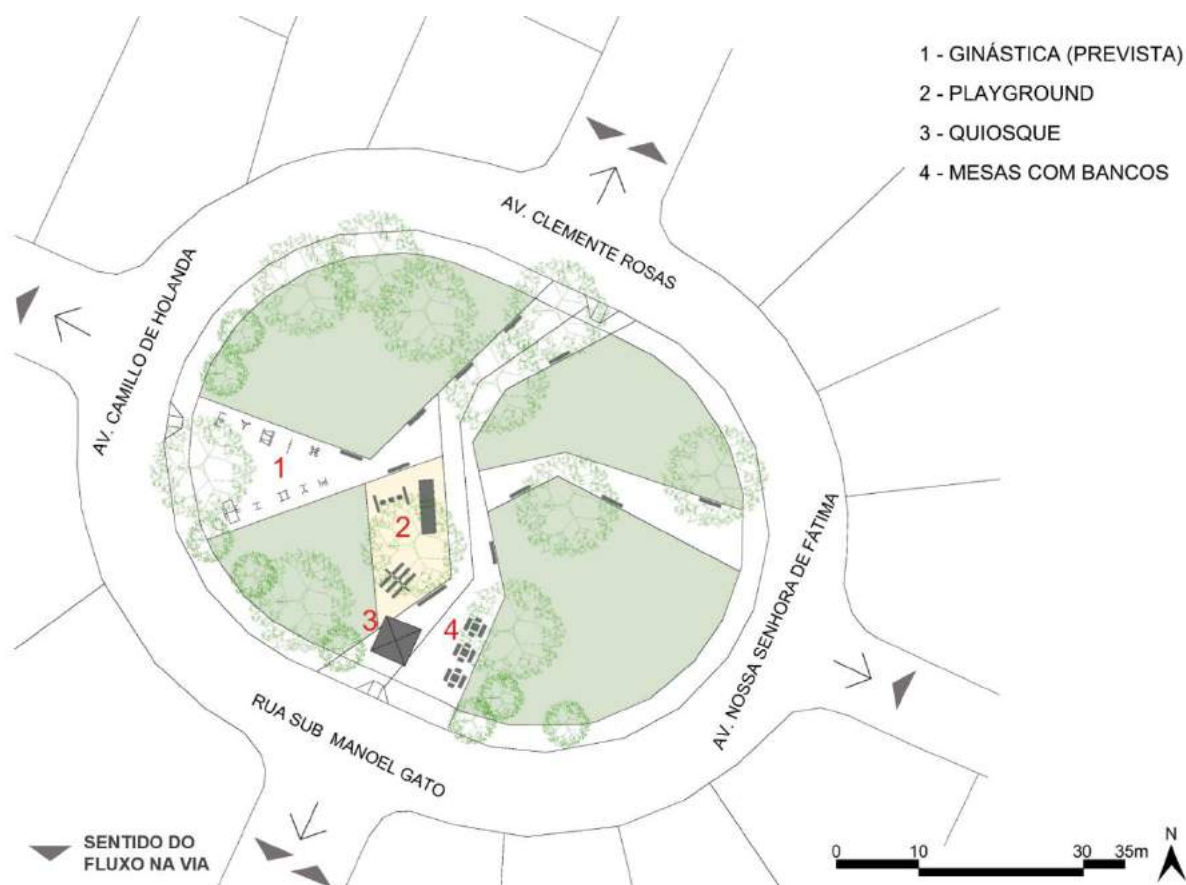 1 - GINÁSTICA (PREVISTA)
2 - PLAYGROUND
3 - QUIOSQUE
4 - MESAS COM BANCOS
AV. CLEMENTE ROSAS
AV. CAMILLO DE HOLANDA
1
2
3
4
AV. NOSSA SENHORA DE FÁTIMA
RUA SUB MANOEL GATO
SENTIDO DO
FLUXO NA VIA
N
0 10 30 35m